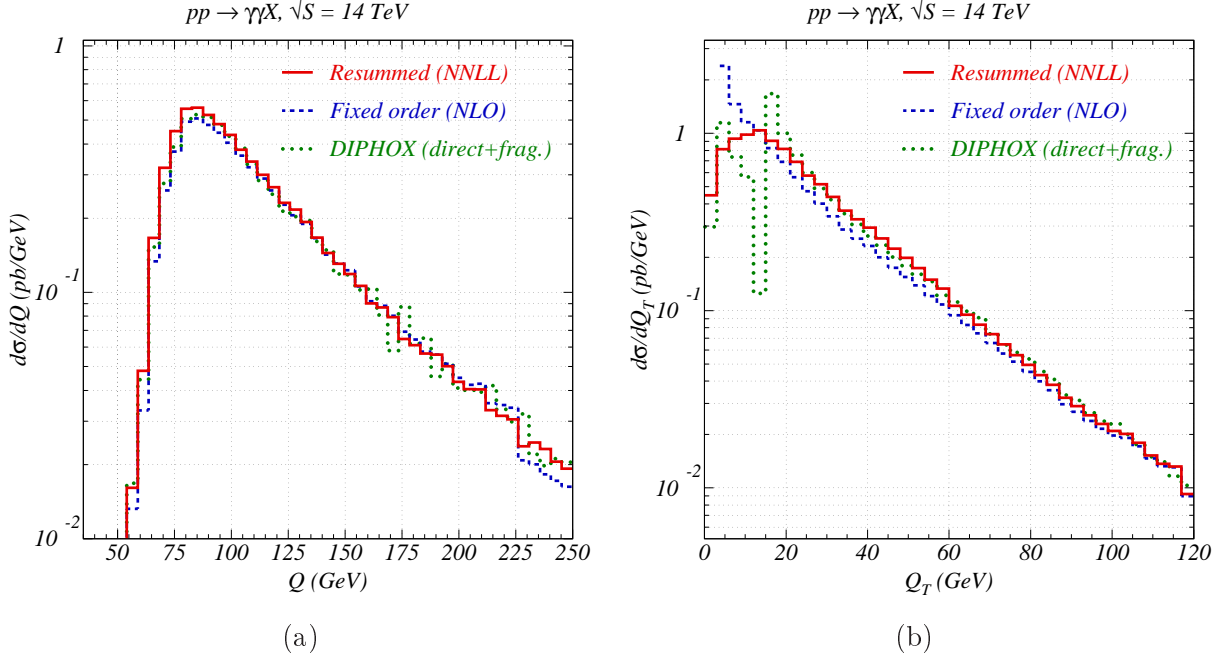 pp → γγX, √S = 14 TeV
1
10⁻¹
10⁻²
dσ/dQ (pb/GeV)
Resummed (NNLL)
Fixed order (NLO)
DIPHOX (direct+frag.)
50 75 100 125 150 175 200 225 250
Q (GeV)
(a)
pp → γγX, √S = 14 TeV
1
10⁻¹
10⁻²
dσ/dQ_T (pb/GeV)
Resummed (NNLL)
Fixed order (NLO)
DIPHOX (direct+frag.)
0 20 40 60 80 100 120
Q_T (GeV)
(b)